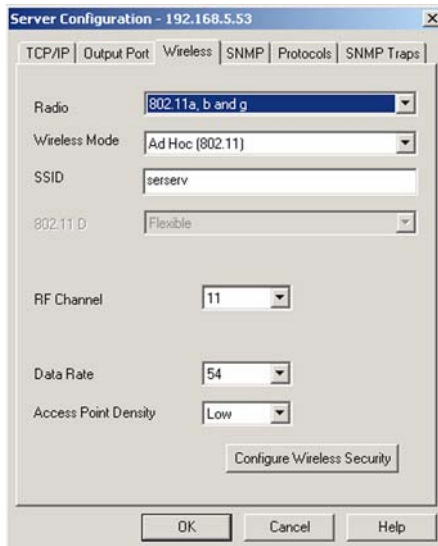 Server Configuration - 192.168.5.53
TCP/IP Output Port Wireless SNMP Protocols SNMP Traps
Radio 802.11a, b and g
Wireless Mode Ad Hoc (802.11)
SSID serserv
802.11 D Flexible
RF Channel 11
Data Rate 54
Access Point Density Low
Configure Wireless Security
OK Cancel Help